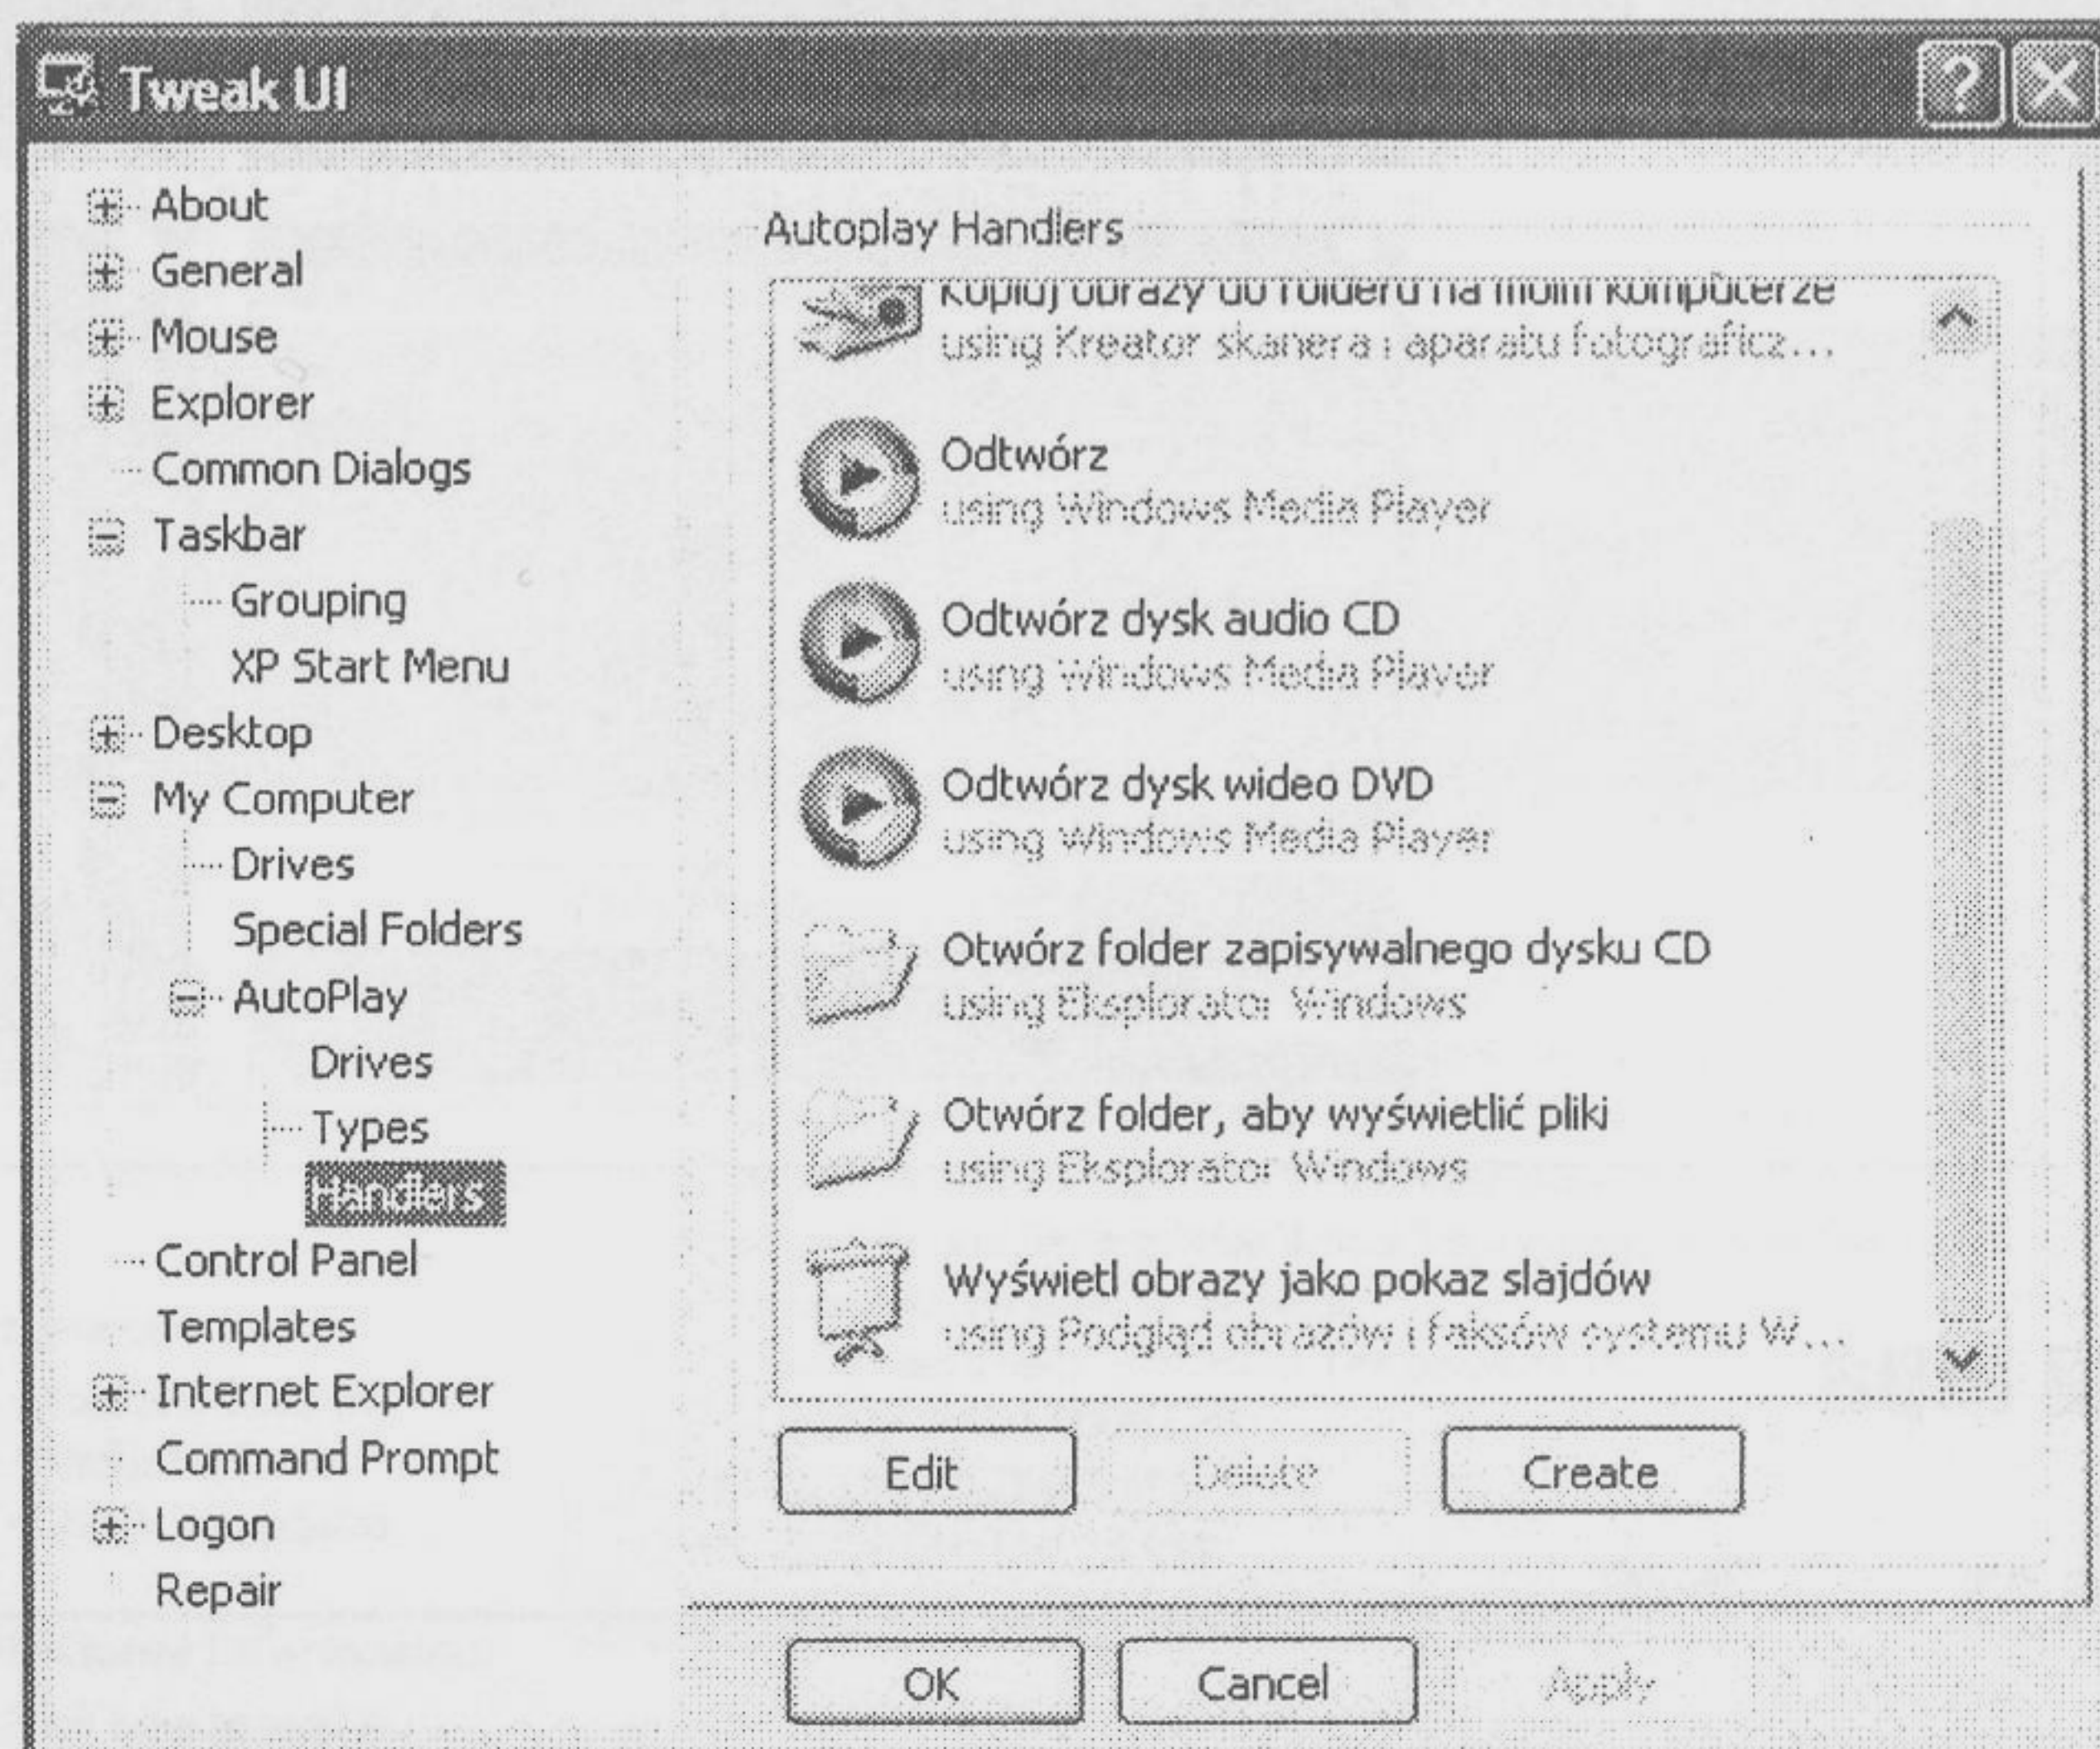 Tweak UI
About
General
Mouse
Explorer
Common Dialogs
Taskbar
Grouping
XP Start Menu
Desktop
My Computer
Drives
Special Folders
AutoPlay
Drives
Types
Handlers
Control Panel
Templates
Internet Explorer
Command Prompt
Logon
Repair
Autoplay Handlers
Kopiuj obrazy do folderu na moim komputerze
using Kreator skanera i aparatu fotograficz...
Odtwórz
using Windows Media Player
Odtwórz dysk audio CD
using Windows Media Player
Odtwórz dysk wideo DVD
using Windows Media Player
Otwórz folder zapisywalnego dysku CD
using Eksplorator Windows
Otwórz folder, aby wyświetlić pliki
using Eksplorator Windows
Wyświetl obrazy jako pokaz slajdów
using Podgląd obrazów i faksów systemu W...
Edit
Delete
Create
OK
Cancel
Apply